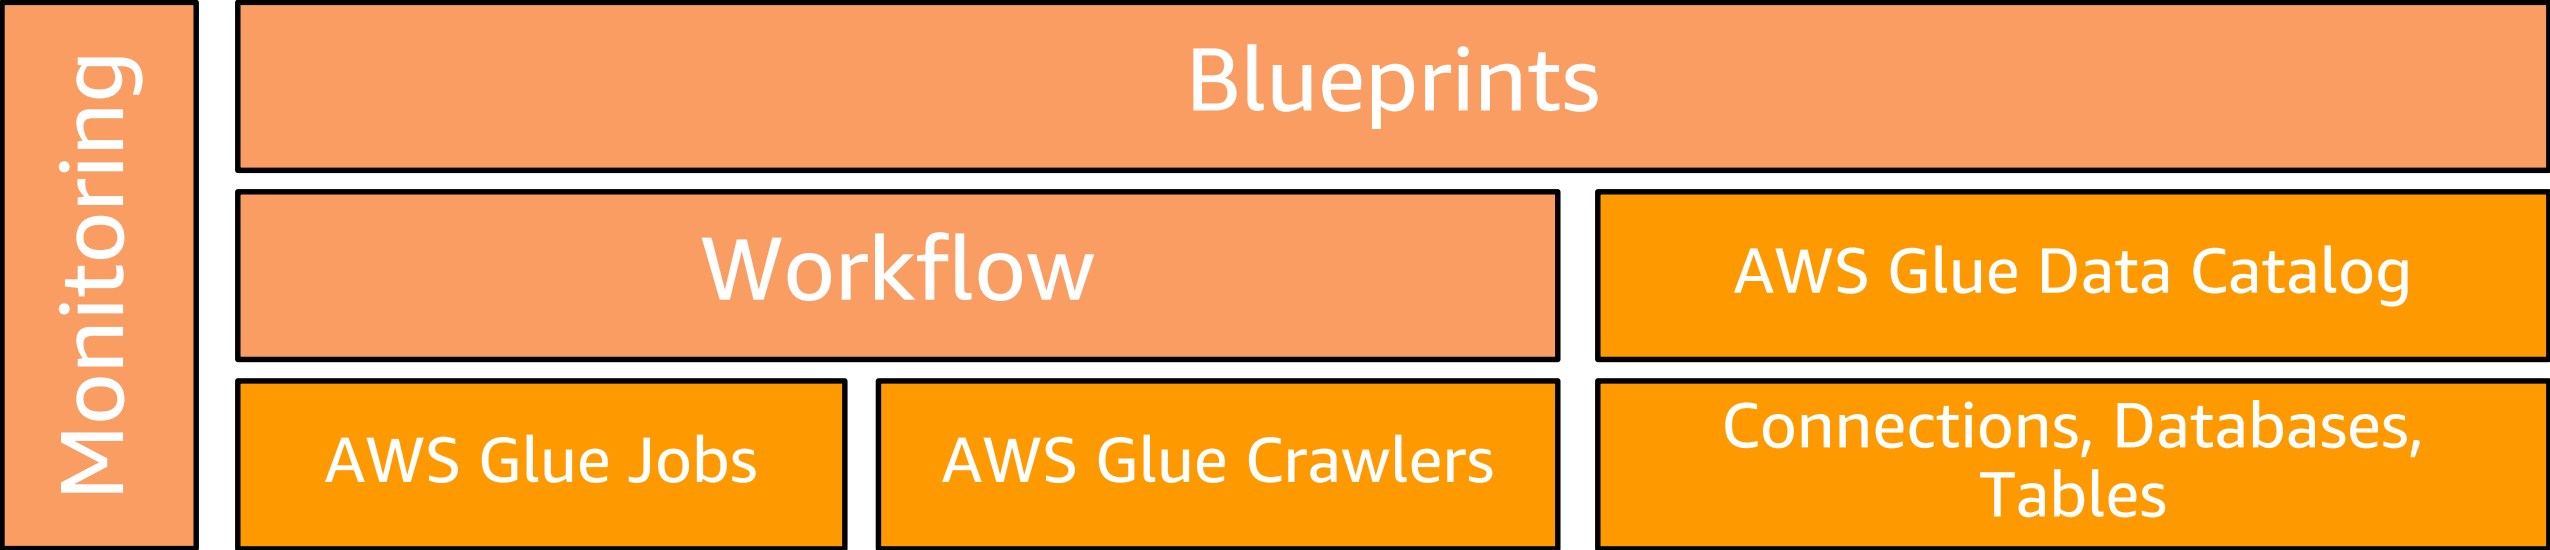 Monitoring
Blueprints
Workflow
AWS Glue Data Catalog
AWS Glue Jobs
AWS Glue Crawlers
Connections, Databases,
Tables